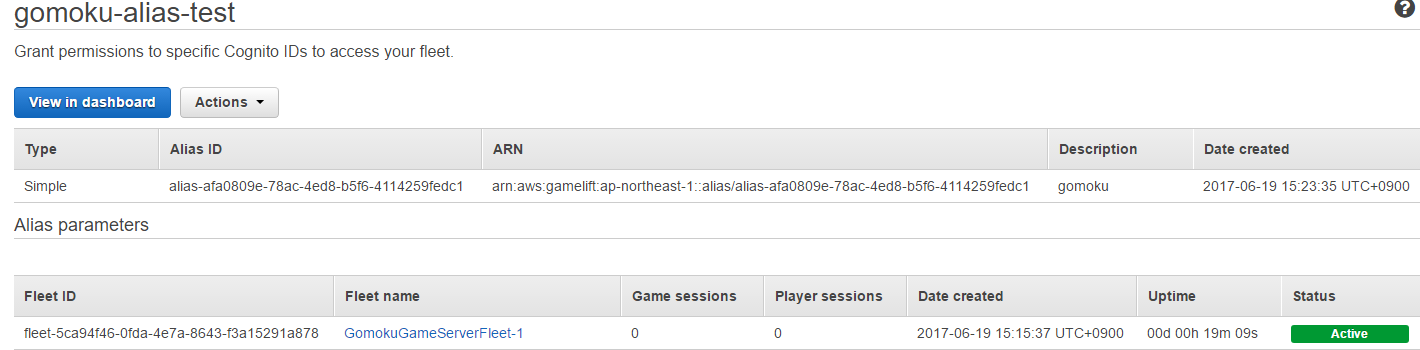 gomoku-alias-test
?
Grant permissions to specific Cognito IDs to access your fleet.
View in dashboard Actions
Type Alias ID ARN Description Date created
Simple alias-afa0809e-78ac-4ed8-b5f6-4114259fedc1 arn:aws:gamelift:ap-northeast-1::alias/alias-afa0809e-78ac-4ed8-b5f6-4114259fedc1 gomoku 2017-06-19 15:23:35 UTC+0900
Alias parameters
Fleet ID Fleet name Game sessions Player sessions Date created Uptime Status
fleet-5ca94f46-0fda-4e7a-8643-f3a15291a878 GomokuGameServerFleet-1 0 0 2017-06-19 15:15:37 UTC+0900 00d 00h 19m 09s Active